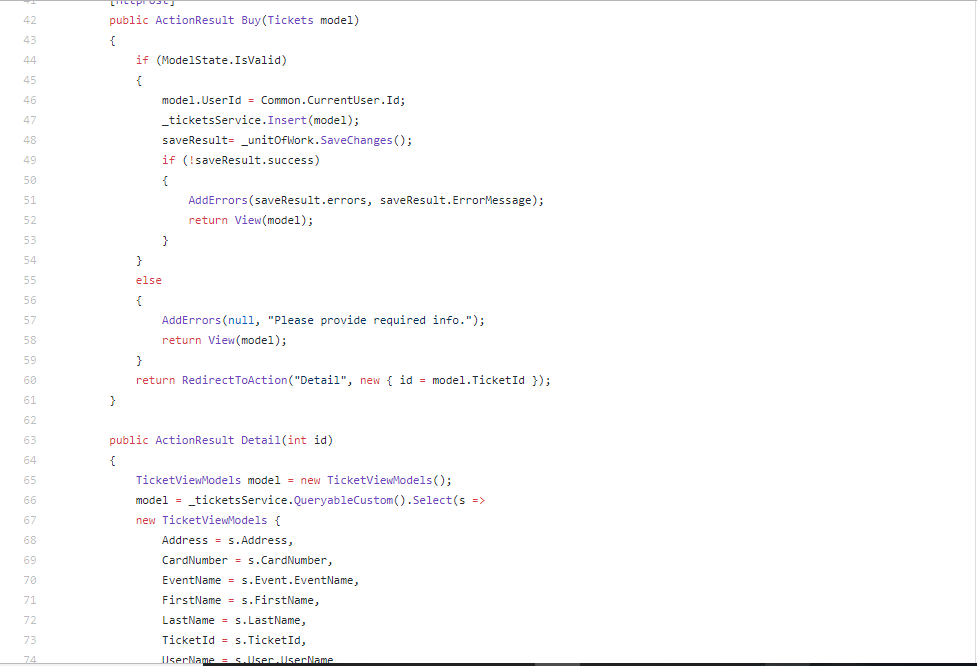 41 [HttpPost]
42 public ActionResult Buy(Tickets model)
43 {
44 if (ModelState.IsValid)
45 {
46 model.UserId = Common.CurrentUser.Id;
47 _ticketsService.Insert(model);
48 saveResult= _unitOfWork.SaveChanges();
49 if (!saveResult.success)
50 {
51 AddErrors(saveResult.errors, saveResult.ErrorMessage);
52 return View(model);
53 }
54 }
55 else
56 {
57 AddErrors(null, "Please provide required info.");
58 return View(model);
59 }
60 return RedirectToAction("Detail", new { id = model.TicketId });
61 }
62
63 public ActionResult Detail(int id)
64 {
65 TicketViewModels model = new TicketViewModels();
66 model = _ticketsService.QueryableCustom().Select(s =>
67 new TicketViewModels {
68 Address = s.Address,
69 CardNumber = s.CardNumber,
70 EventName = s.Event.EventName,
71 FirstName = s.FirstName,
72 LastName = s.LastName,
73 TicketId = s.TicketId,
74 UserName = s.User.UserName